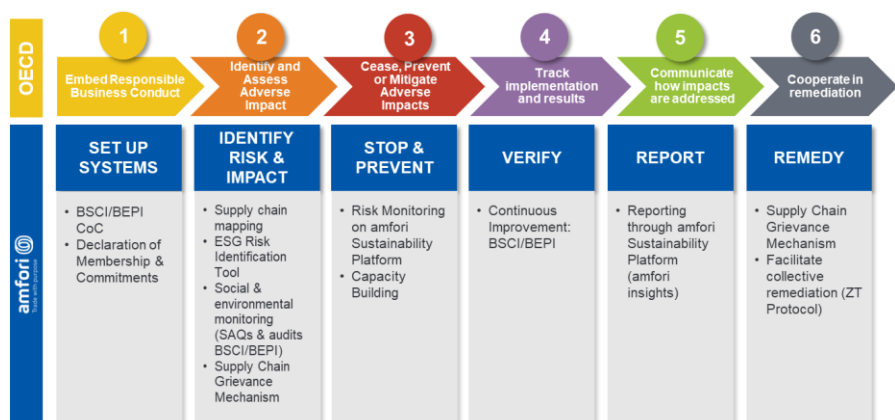 OECD
1
Embed Responsible
Business Conduct
2
Identify and
Assess
Adverse
Impact
3
Cease, Prevent
or Mitigate
Adverse
Impacts
4
Track
implementation
and results
5
Communicate
how impacts
are addressed
6
Cooperate in
remediation
amfori
Trade with purpose
SET UP
SYSTEMS
• BSCI/BEPI
CoC
• Declaration of
Membership &
Commitments
IDENTIFY
RISK &
IMPACT
• Supply chain
mapping
• ESG Risk
Identification
Tool
• Social &
environmental
monitoring
(SAQs & audits
BSCI/BEPI)
• Supply Chain
Grievance
Mechanism
STOP &
PREVENT
• Risk Monitoring
on amfori
Sustainability
Platform
• Capacity
Building
VERIFY
• Continuous
Improvement:
BSCI/BEPI
REPORT
• Reporting
through amfori
Sustainability
Platform
(amfori
insights)
REMEDY
• Supply Chain
Grievance
Mechanism
• Facilitate
collective
remediation (ZT
Protocol)